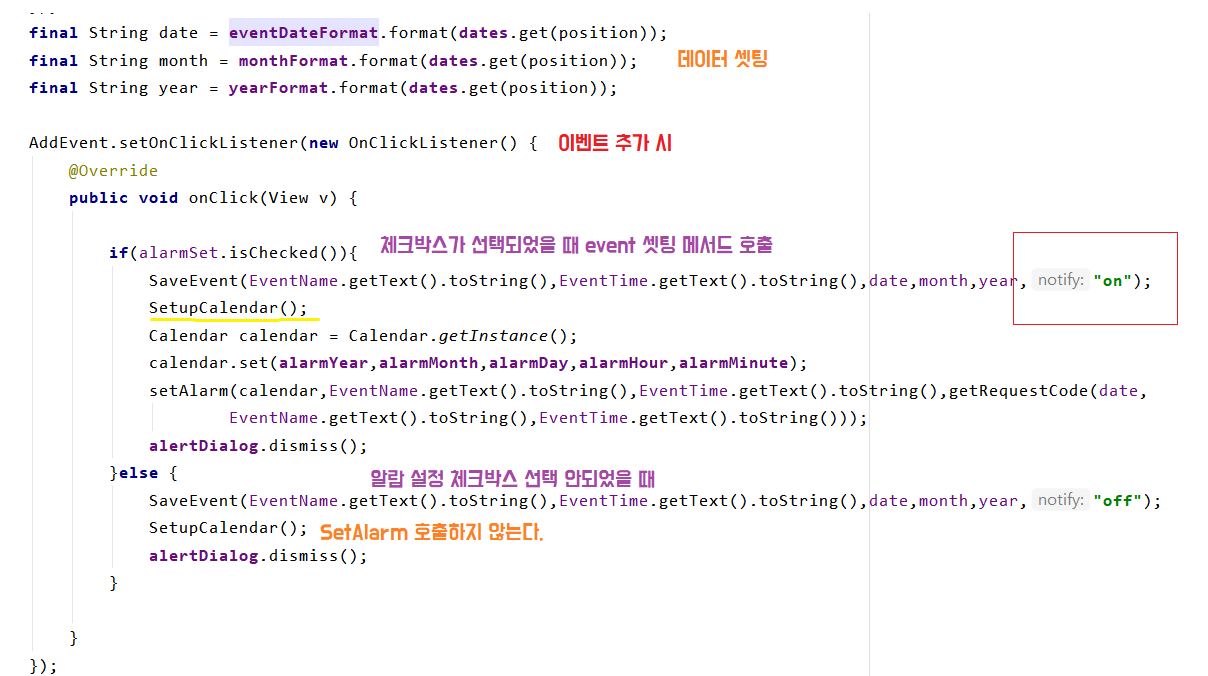 final String date = eventDateFormat.format(dates.get(position));
final String month = monthFormat.format(dates.get(position)); 데이터 셋팅
final String year = yearFormat.format(dates.get(position));
AddEvent.setOnClickListener(new OnClickListener() { 이벤트 추가 시
@Override
public void onClick(View v) {
if(alarmSet.isChecked()){ 체크박스가 선택되었을 때 event 셋팅 메서드 호출
SaveEvent(EventName.getText().toString(),EventTime.getText().toString(),date,month,year, notify: "on");
SetupCalendar();
Calendar calendar = Calendar.getInstance();
calendar.set(alarmYear,alarmMonth,alarmDay,alarmHour,alarmMinute);
setAlarm(calendar,EventName.getText().toString(),EventTime.getText().toString(),getRequestCode(date,
EventName.getText().toString(),EventTime.getText().toString()));
alertDialog.dismiss();
}else { 알람 설정 체크박스 선택 안되었을 때
SaveEvent(EventName.getText().toString(),EventTime.getText().toString(),date,month,year, notify: "off");
SetupCalendar(); SetAlarm 호출하지 않는다.
alertDialog.dismiss();
}
}
});